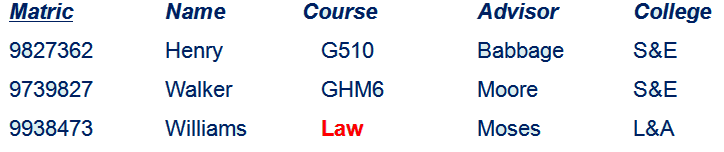 Matric Name Course Advisor College
9827362 Henry G510 Babbage S&E
9739827 Walker GHM6 Moore S&E
9938473 Williams Law Moses L&A